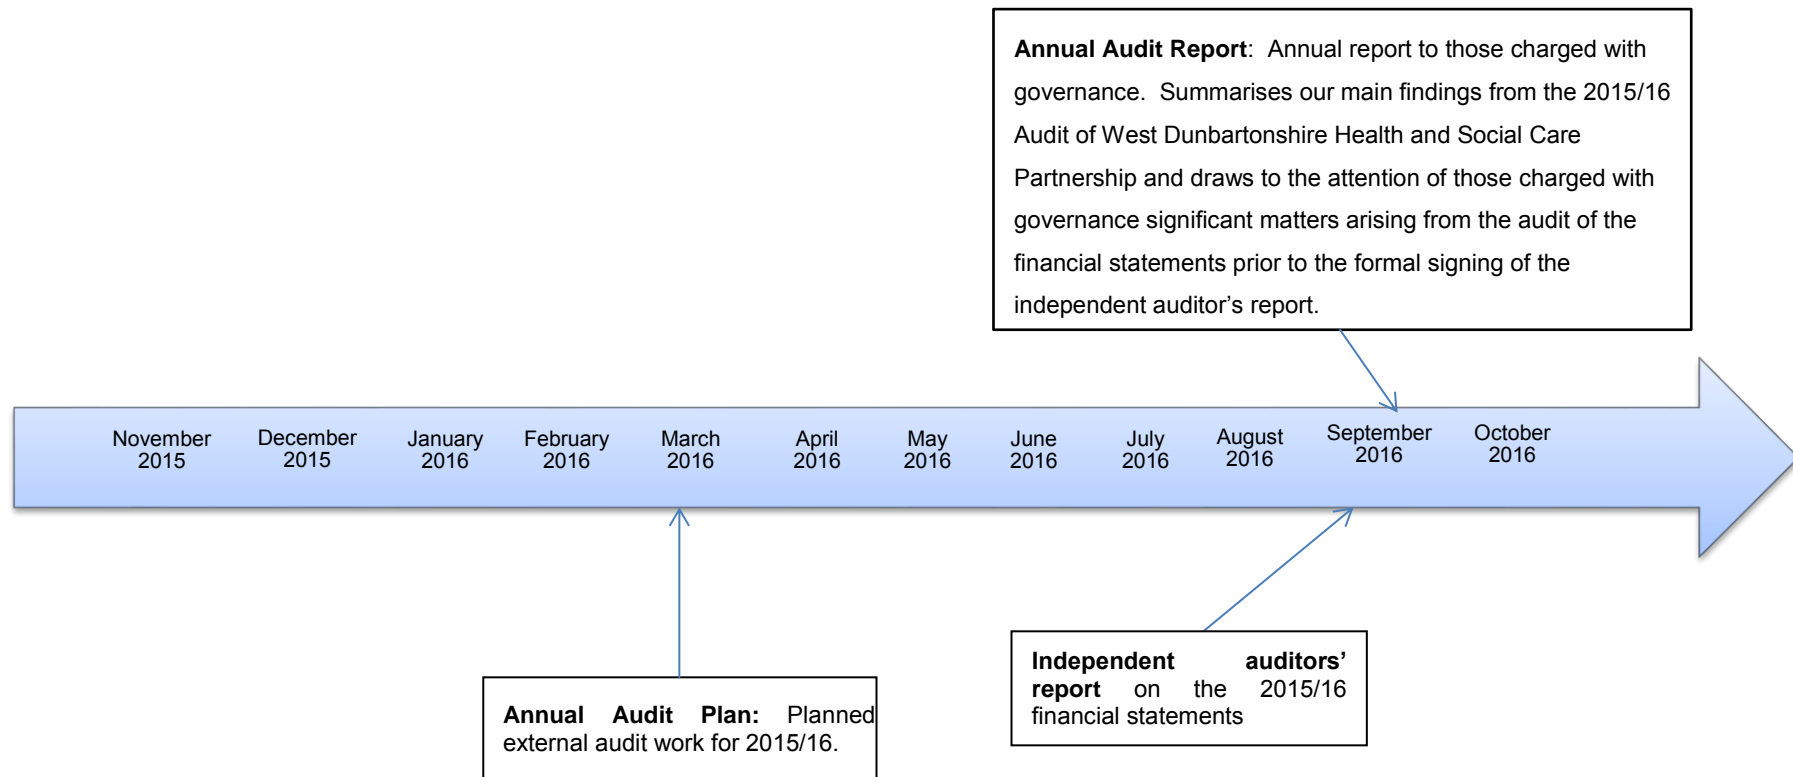 Annual Audit Report: Annual report to those charged with
governance. Summarises our main findings from the 2015/16
Audit of West Dunbartonshire Health and Social Care
Partnership and draws to the attention of those charged with
governance significant matters arising from the audit of the
financial statements prior to the formal signing of the
independent auditor’s report.
November
2015
December
2015
January
2016
February
2016
March
2016
April
2016
May
2016
June
2016
July
2016
August
2016
September
2016
October
2016
Annual Audit Plan: Planned
external audit work for 2015/16.
Independent auditors’
report on the 2015/16
financial statements